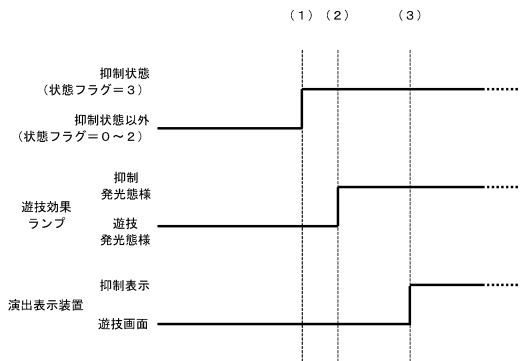 （１）（２）（３）
抑制状態
（状態フラグ＝３）
抑制状態以外
（状態フラグ＝０～２）
遊技効果
ランプ
抑制
発光態様
遊技
発光態様
演出表示装置
抑制表示
遊技画面